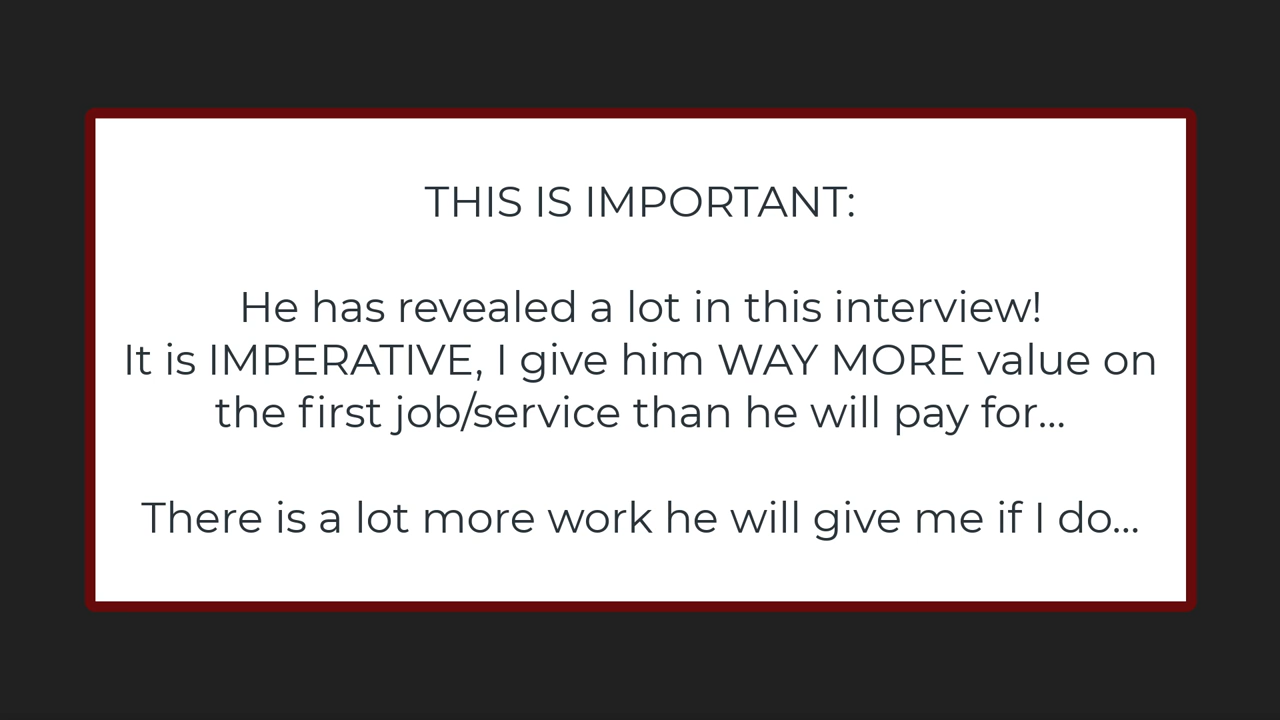 THIS IS IMPORTANT:
He has revealed a lot in this interview!
It is IMPERATIVE, I give him WAY MORE value on
the first job/service than he will pay for...
There is a lot more work he will give me if I do...